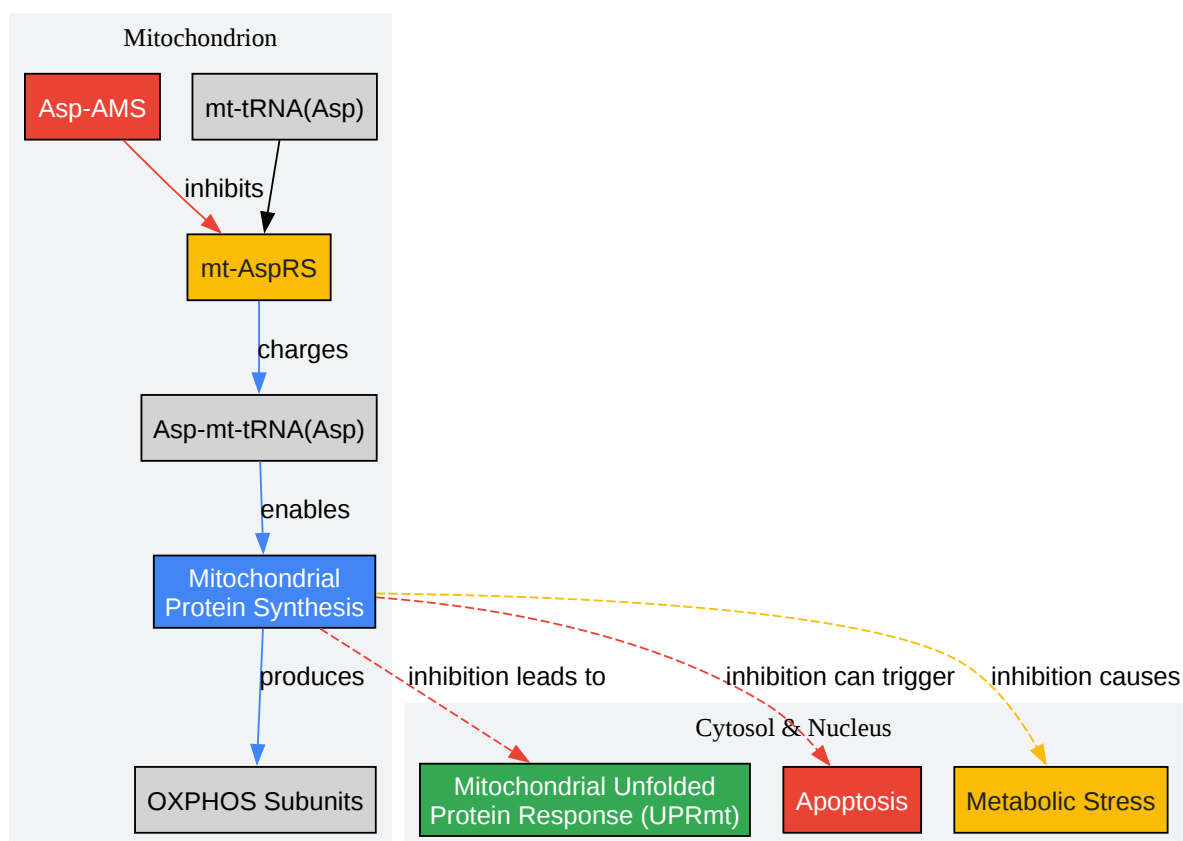 Mitochondrion
Asp-AMS
mt-tRNA(Asp)
inhibits
mt-AspRS
charges
Asp-mt-tRNA(Asp)
enables
Mitochondrial
Protein Synthesis
produces
inhibition leads to
inhibition can trigger
inhibition causes
Cytosol & Nucleus
OXPHOS Subunits
Mitochondrial Unfolded
Protein Response (UPRmt)
Apoptosis
Metabolic Stress